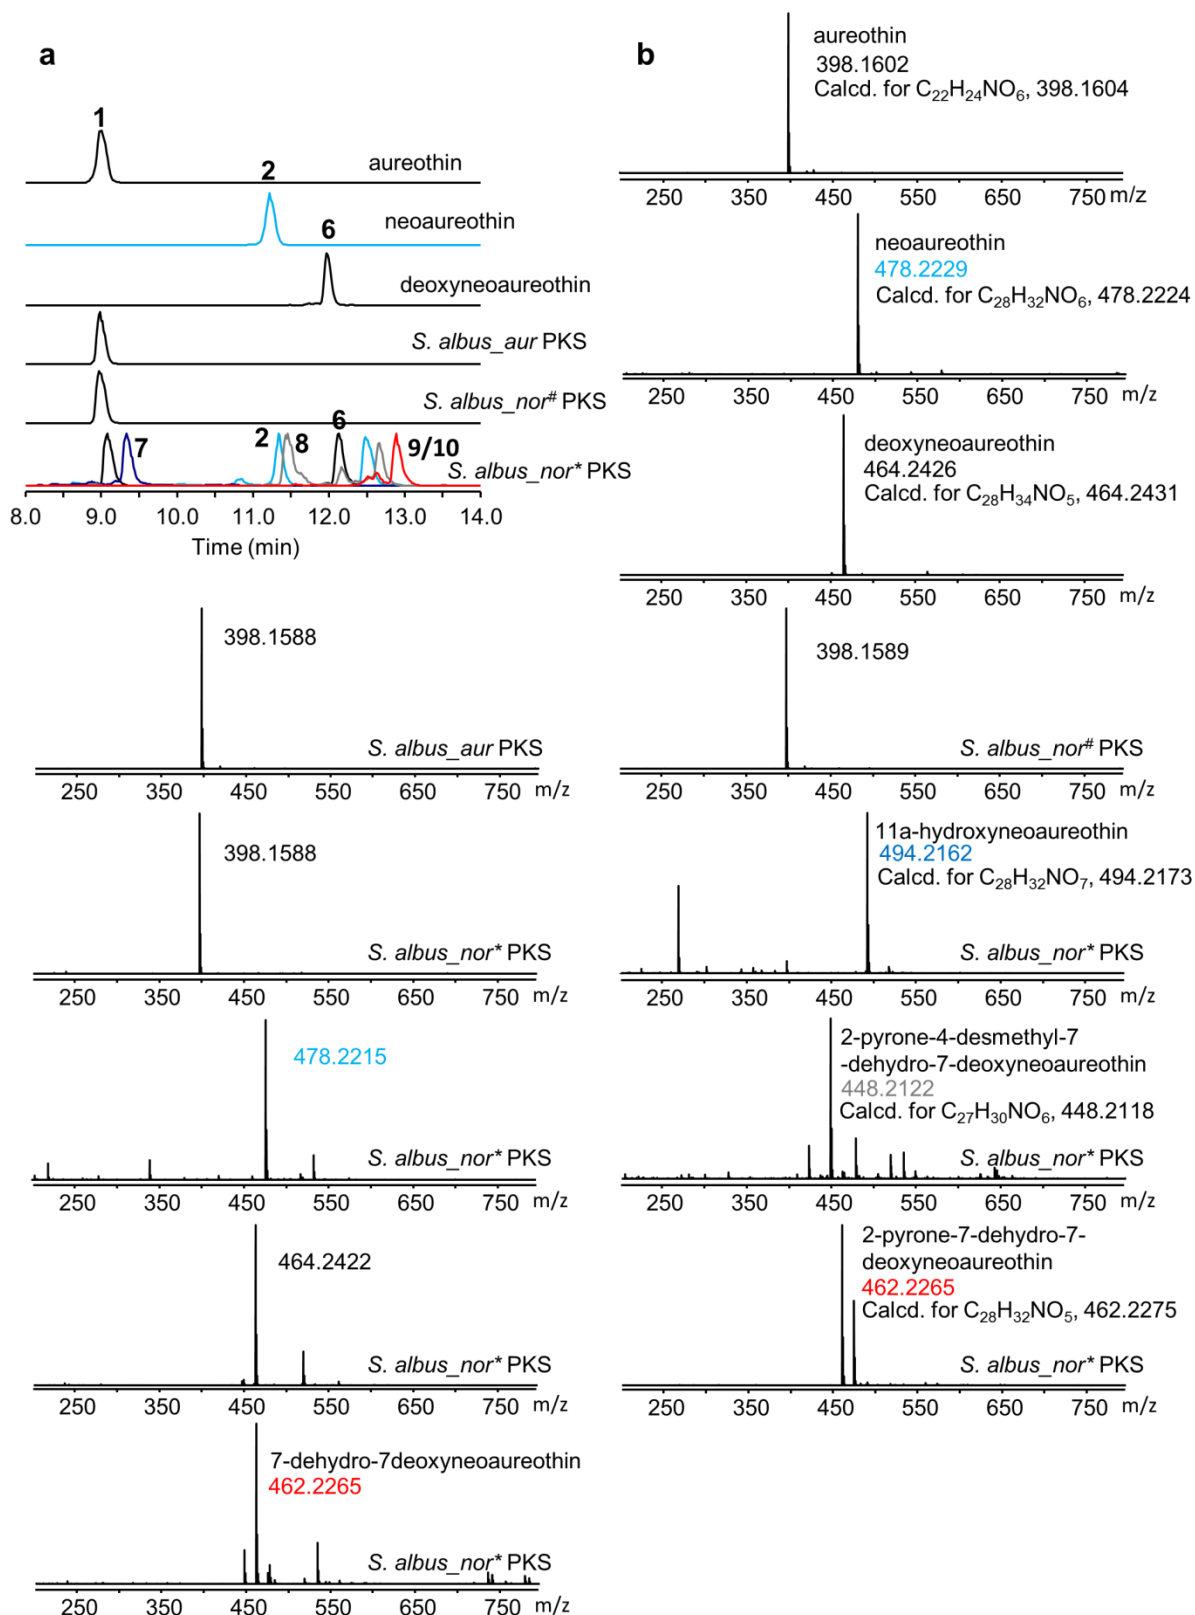 a
1
aureothin
2
neoaureothin
6
deoxyneoaureothin
S. albus_aur PKS
S. albus_nor# PKS
7
2
8
6
9/10
S. albus_nor* PKS
8.0 9.0 10.0 11.0 12.0 13.0 14.0
Time (min)
b
aureothin
398.1602
Calcd. for C22H24NO6, 398.1604
250 350 450 550 650 750 m/z
neoaureothin
478.2229
Calcd. for C28H32NO6, 478.2224
250 350 450 550 650 750 m/z
deoxyneoaureothin
464.2426
Calcd. for C28H34NO5, 464.2431
250 350 450 550 650 750 m/z
398.1588
S. albus_aur PKS
250 350 450 550 650 750 m/z
398.1589
S. albus_nor# PKS
250 350 450 550 650 750 m/z
398.1588
S. albus_nor* PKS
250 350 450 550 650 750 m/z
11a-hydroxyneoaureothin
494.2162
Calcd. for C28H32NO7, 494.2173
S. albus_nor* PKS
250 350 450 550 650 750 m/z
478.2215
S. albus_nor* PKS
250 350 450 550 650 750 m/z
2-pyrone-4-desmethyl-7
-dehydro-7-deoxyneoaureothin
448.2122
Calcd. for C27H30NO6, 448.2118
S. albus_nor* PKS
250 350 450 550 650 750 m/z
464.2422
S. albus_nor* PKS
250 350 450 550 650 750 m/z
2-pyrone-7-dehydro-7-
deoxyneoaureothin
462.2265
Calcd. for C28H32NO5, 462.2275
S. albus_nor* PKS
250 350 450 550 650 750 m/z
7-dehydro-7deoxyneoaureothin
462.2265
S. albus_nor* PKS
250 350 450 550 650 750 m/z